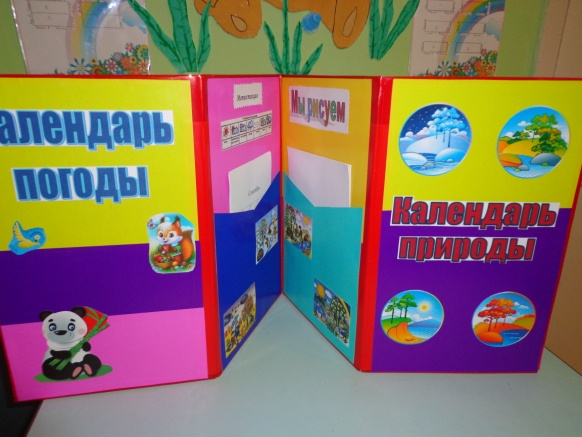 алендарь
погоды
Мы рисуем
Календарь
природы